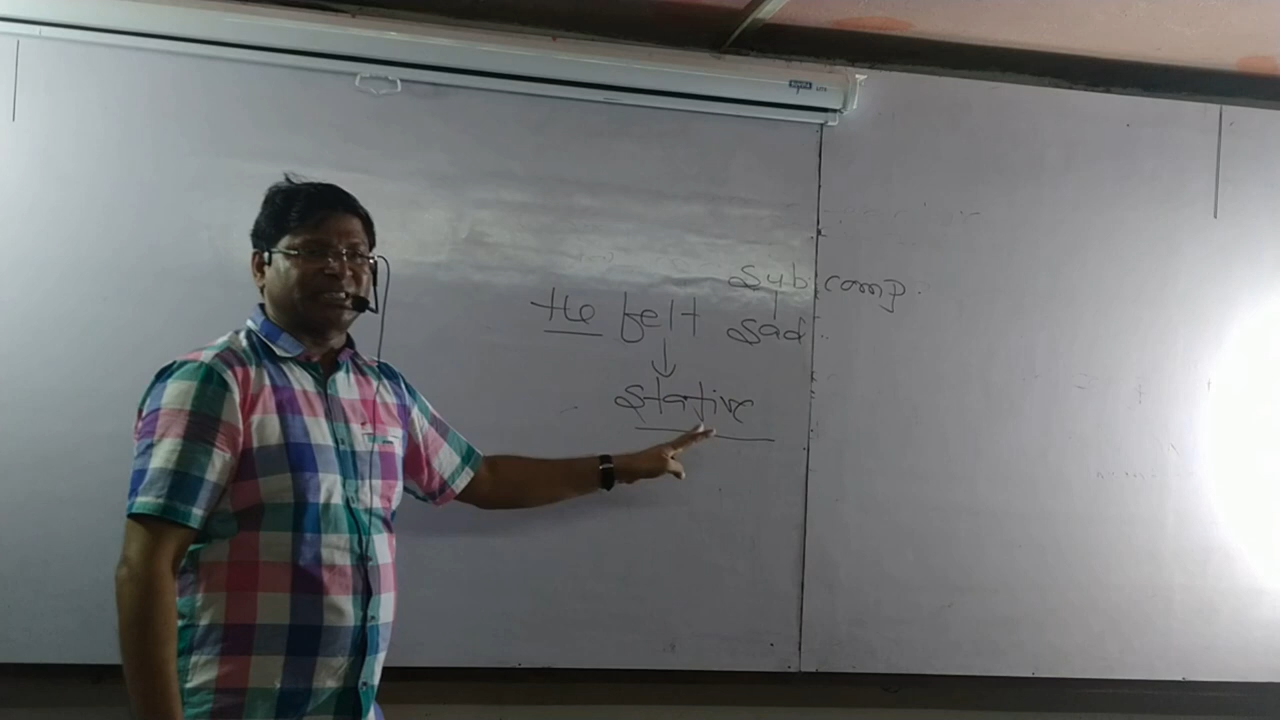 Sub comp.
He felt sad.
Stative